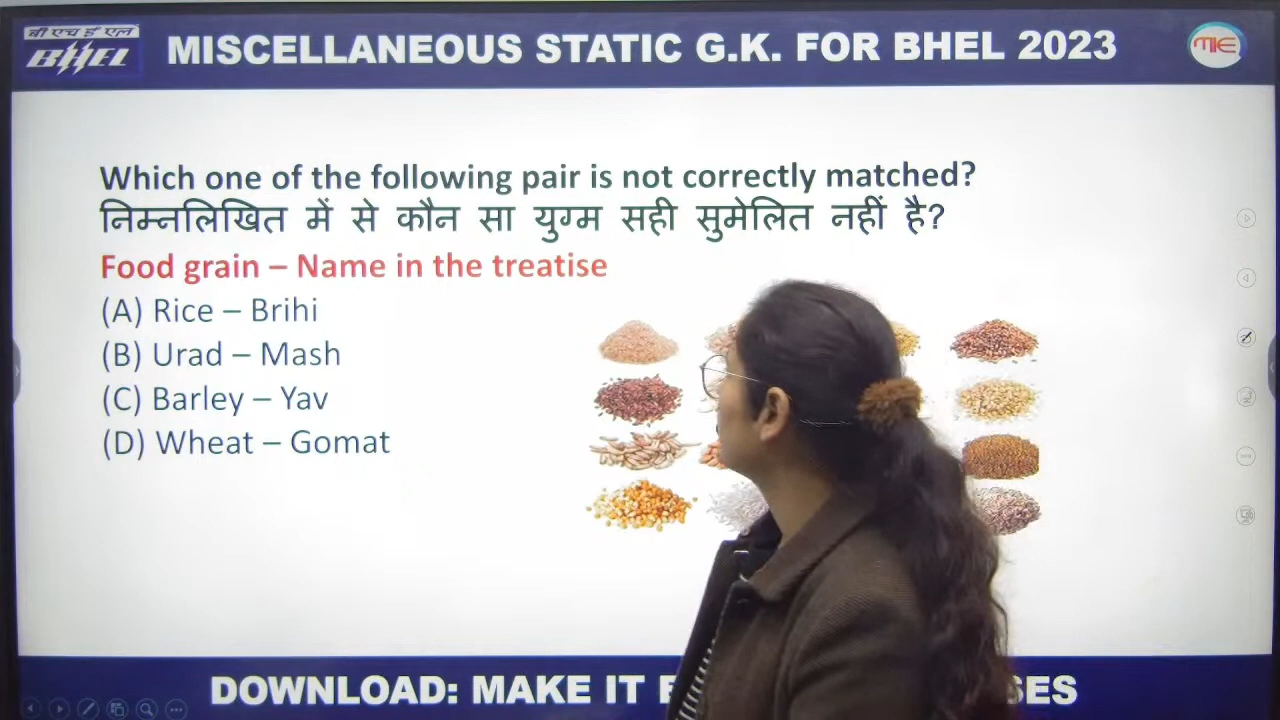 बी एच ई एल
BHEL
MISCELLANEOUS STATIC G.K. FOR BHEL 2023
Which one of the following pair is not correctly matched?
निम्नलिखित में से कौन सा युग्म सही सुमेलित नहीं है?
Food grain – Name in the treatise
(A) Rice – Brihi
(B) Urad – Mash
(C) Barley – Yav
(D) Wheat – Gomat
DOWNLOAD: MAKE IT